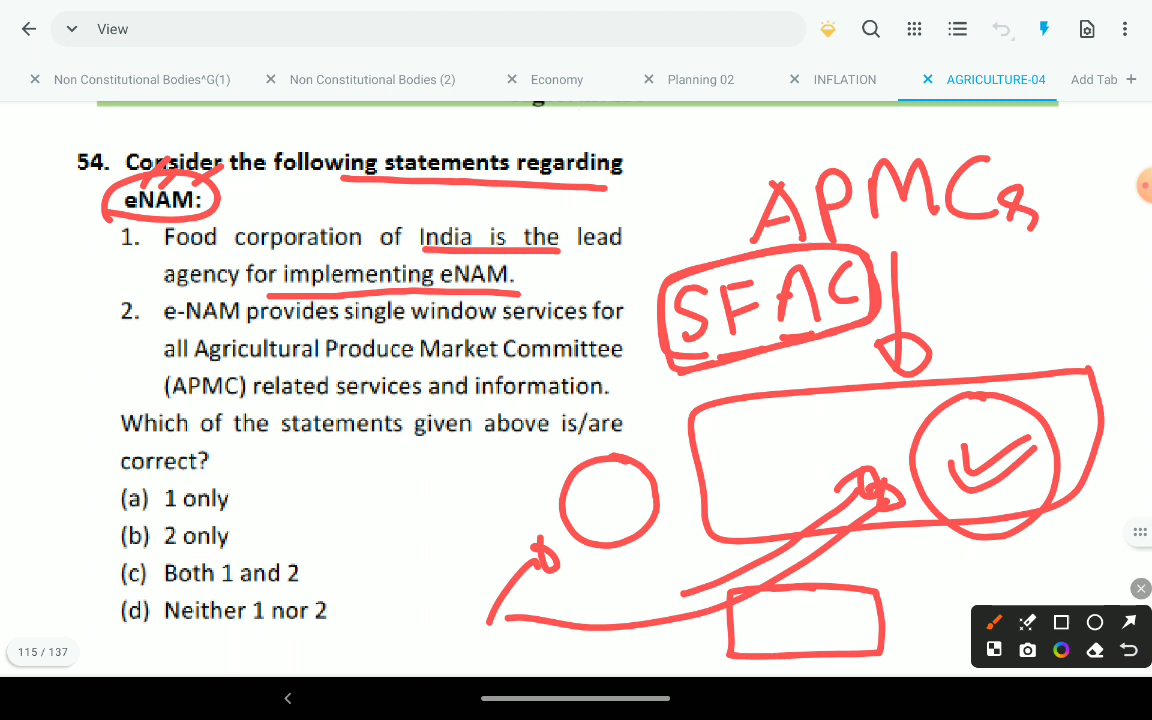 View
Non Constitutional Bodies^G(1)
Non Constitutional Bodies (2)
Economy
Planning 02
INFLATION
AGRICULTURE-04
Add Tab +
54. Consider the following statements regarding
eNAM:
1. Food corporation of India is the lead
agency for implementing eNAM.
2. e-NAM provides single window services for
all Agricultural Produce Market Committee
(APMC) related services and information.
Which of the statements given above is/are
correct?
(a) 1 only
(b) 2 only
(c) Both 1 and 2
(d) Neither 1 nor 2
APMCs
SFAC
115 / 137